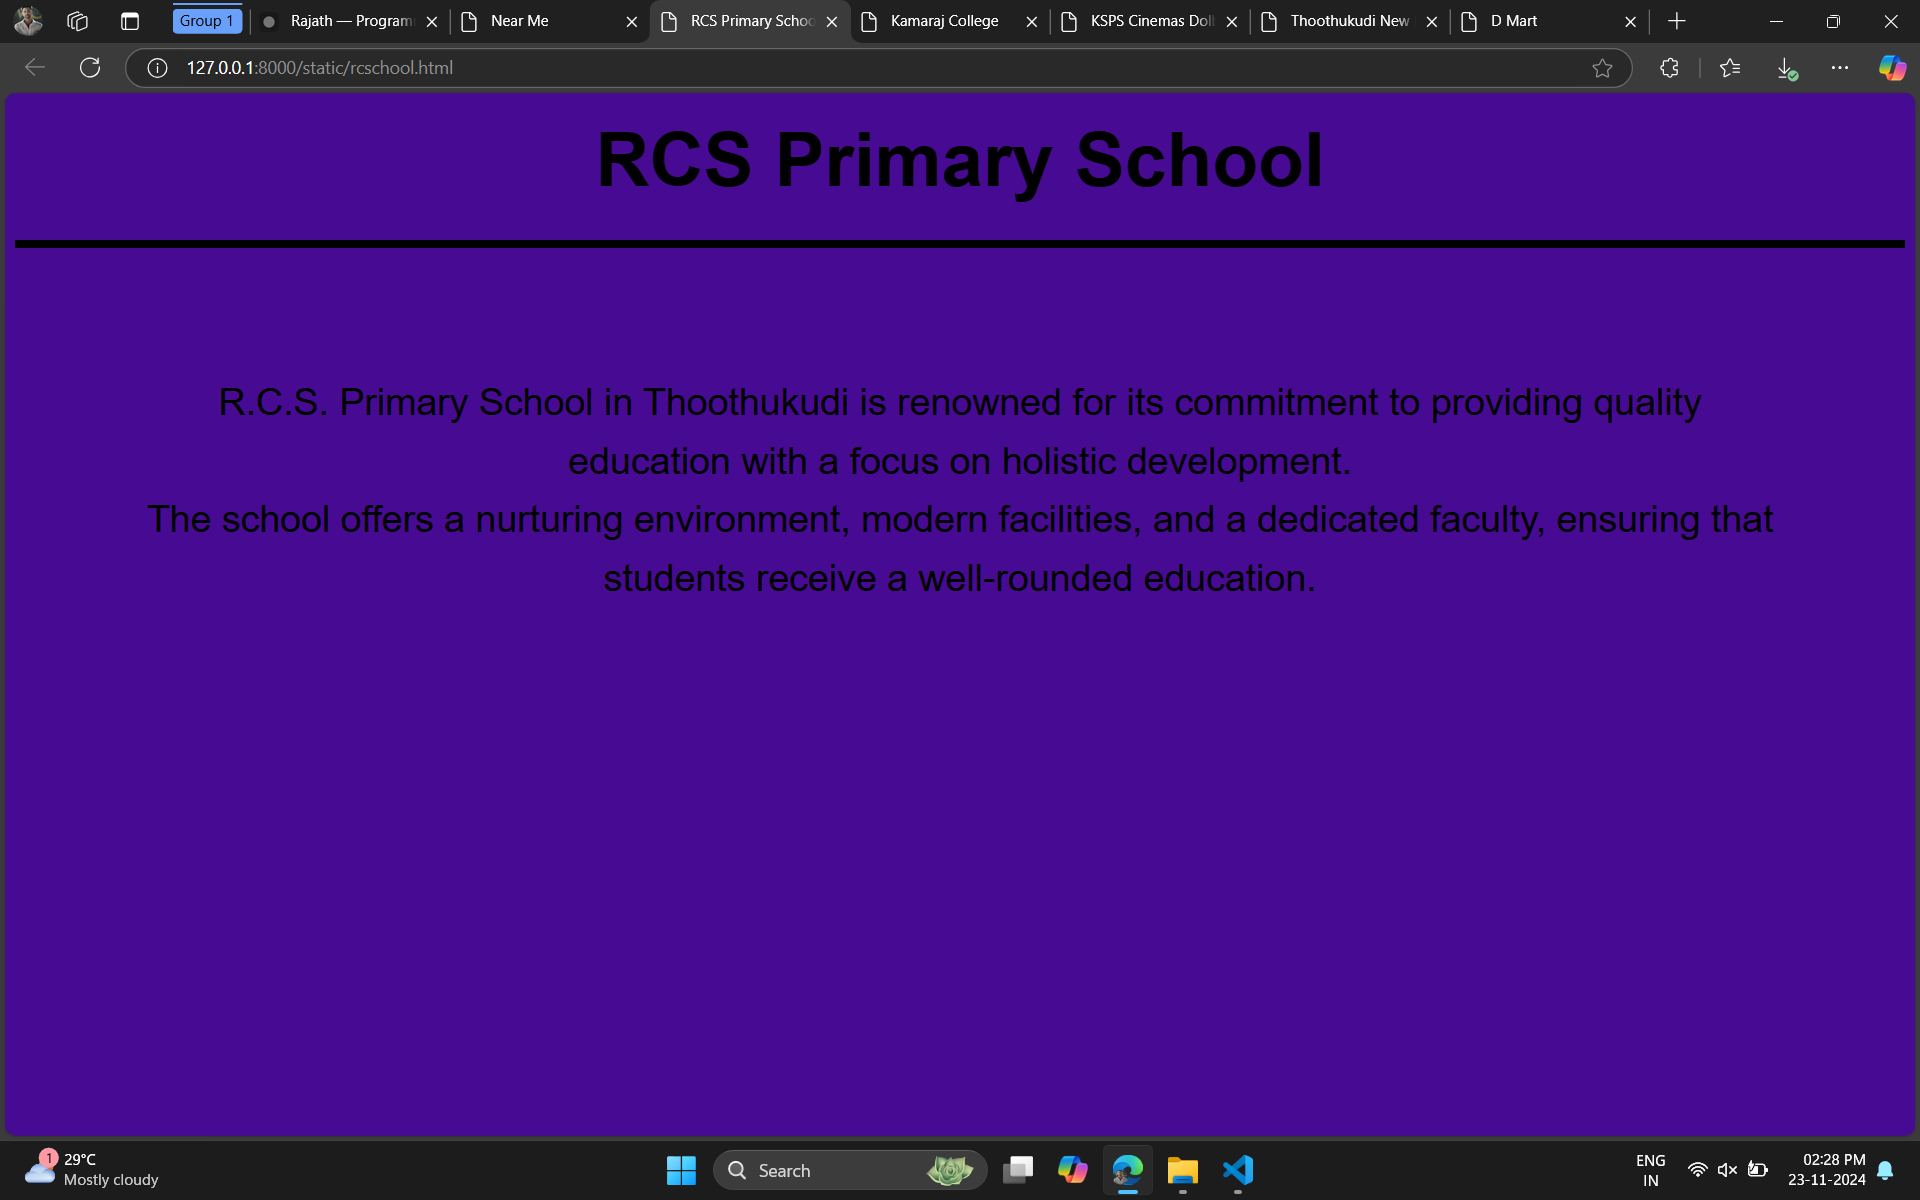 Group 1
Rajath — Program
Near Me
RCS Primary Schoo
Kamaraj College
KSPS Cinemas Doll
Thoothukudi New
D Mart
127.0.0.1:8000/static/rcschool.html
RCS Primary School
R.C.S. Primary School in Thoothukudi is renowned for its commitment to providing quality
education with a focus on holistic development.
The school offers a nurturing environment, modern facilities, and a dedicated faculty, ensuring that
students receive a well-rounded education.
1
29°C
Mostly cloudy
Search
ENG
IN
02:28 PM
23-11-2024